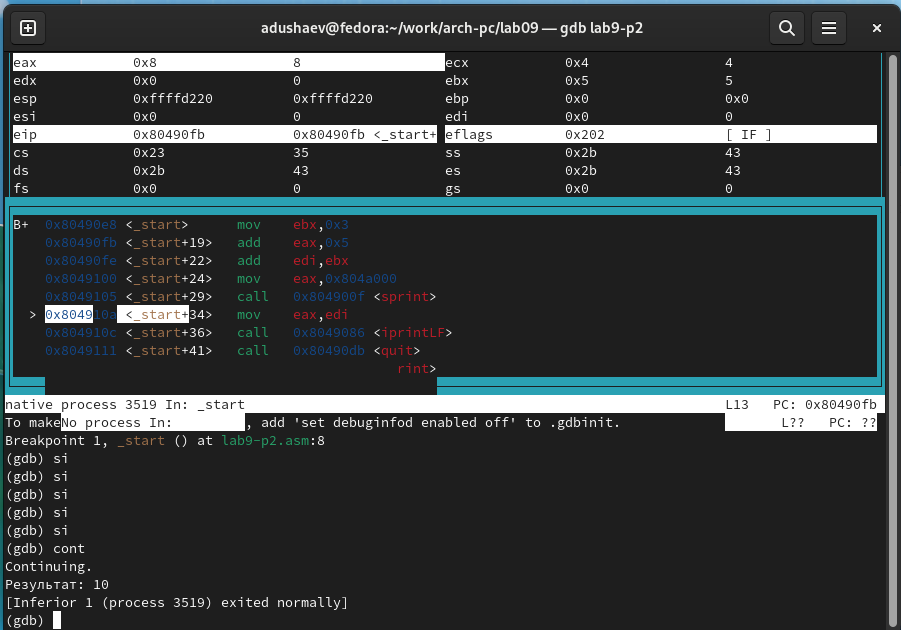 adushaev@fedora:~/work/arch-pc/lab09 — gdb lab9-p2
eax 0x8 8 ecx 0x4 4
edx 0x0 0 ebx 0x5 5
esp 0xffffd220 0xffffd220 ebp 0x0 0x0
esi 0x0 0 edi 0x0 0
eip 0x80490fb 0x80490fb <_start+ eflags 0x202 [ IF ]
cs 0x23 35 ss 0x2b 43
ds 0x2b 43 es 0x2b 43
fs 0x0 0 gs 0x0 0
B+ 0x80490e8 <_start> mov ebx,0x3
0x80490fb <_start+19> add eax,0x5
0x80490fe <_start+22> add edi,ebx
0x8049100 <_start+24> mov eax,0x804a000
0x8049105 <_start+29> call 0x804900f <sprint>
> 0x804910a <_start+34> mov eax,edi
0x804910c <_start+36> call 0x8049086 <iprintLF>
0x8049111 <_start+41> call 0x80490db <quit>
rint>
native process 3519 In: _start L13 PC: 0x80490fb
To makeNo process In: , add 'set debuginfod enabled off' to .gdbinit. L?? PC: ??
Breakpoint 1, _start () at lab9-p2.asm:8
(gdb) si
(gdb) si
(gdb) si
(gdb) si
(gdb) si
(gdb) cont
Continuing.
Результат: 10
[Inferior 1 (process 3519) exited normally]
(gdb)